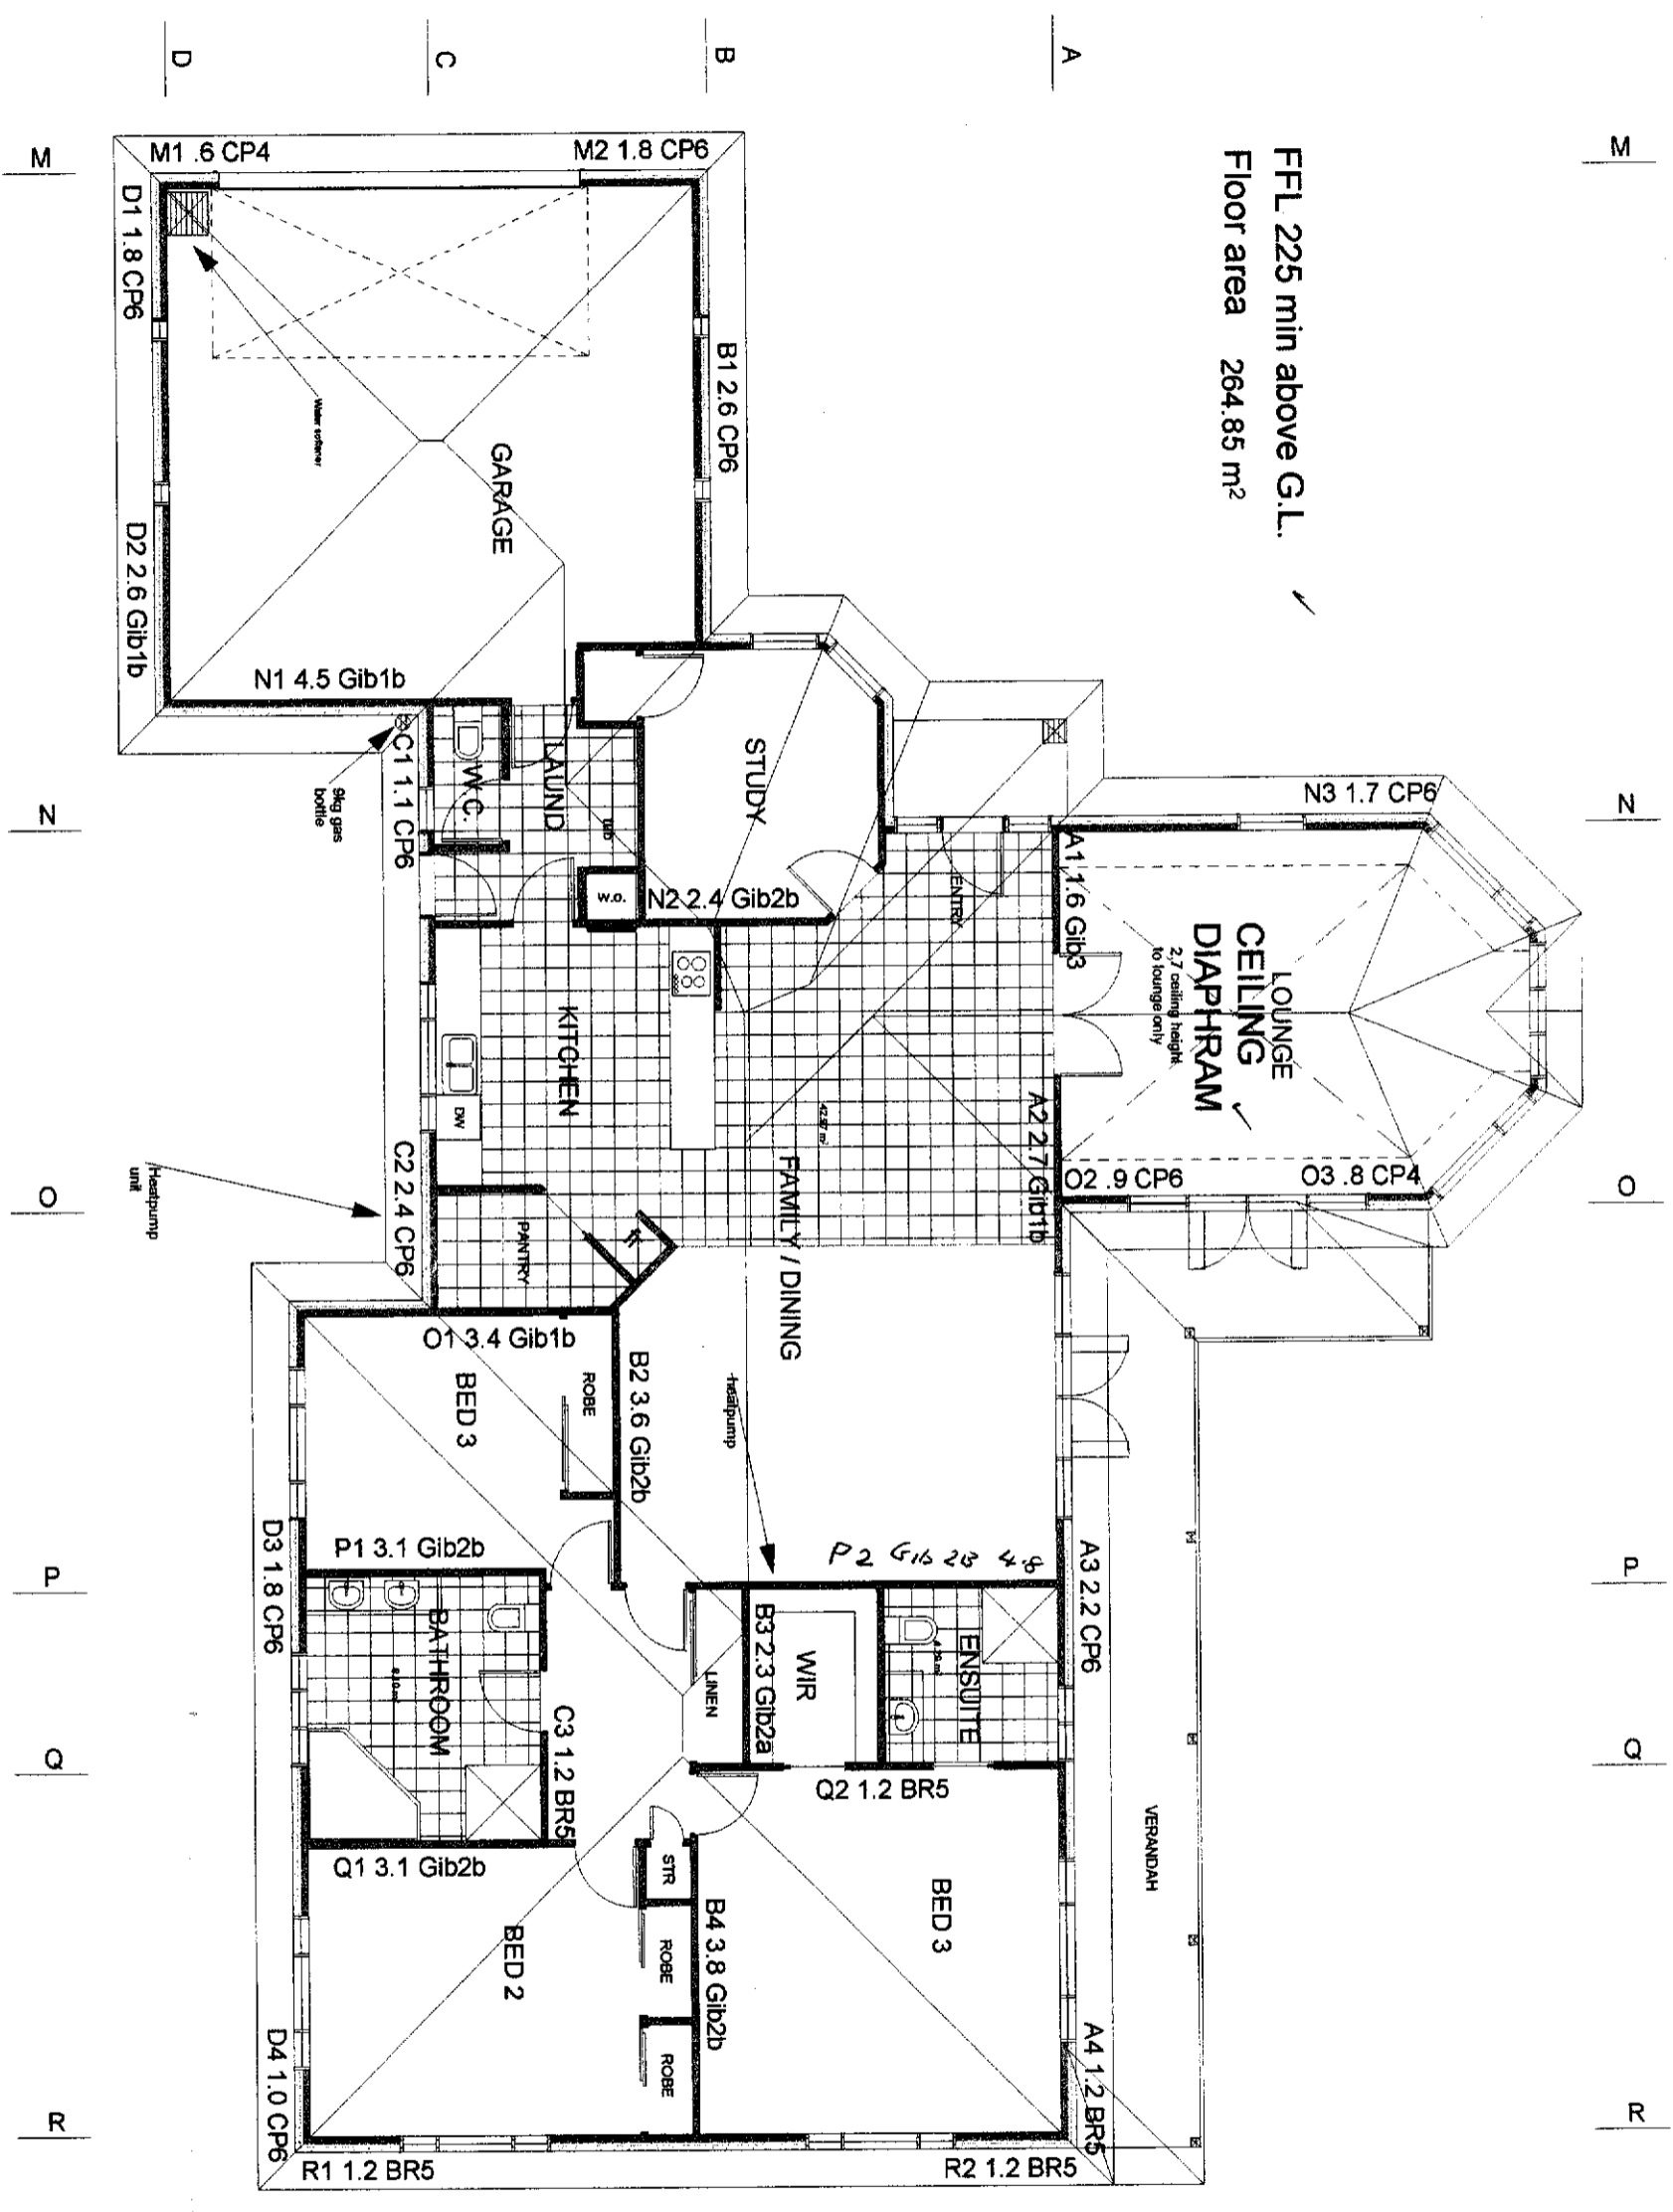 D
C
B
A
M
M
FFL 225 min above G.L.
Floor area 264.85 m²
M1 .6 CP4
M2 1.8 CP6
D1 1.8 CP6
B1 2.6 CP6
Water softener
GARAGE
D2 2.6 Gib1b
N1 4.5 Gib1b
N
N
C1 1.1 CP6
9kg gas
bottle
W.C.
LAUND
tub
STUDY
W.O.
N2 2.4 Gib2b
ENTRY
A1 1.6 Gib3
N3 1.7 CP6
LOUNGE
CEILING
DIAPHRAM
2.7 ceiling height
to lounge only
KITCHEN
DW
42.97 m²
A2 2.7 Gib1b
O2 .9 CP6
O3 .8 CP4
O
O
Heatpump
unit
C2 2.4 CP6
PANTRY
FAMILY / DINING
O1 3.4 Gib1b
BED 3
ROBE
B2 3.6 Gib2b
heatpump
P1 3.1 Gib2b
P2 Gib 2B 4.8
P
P
D3 1.8 CP6
A3 2.2 CP6
BATHROOM
LINEN
B3 2.3 Gib2a
WIR
ENSUITE
C3 1.2 BR5
Q
Q
Q2 1.2 BR5
VERANDAH
Q1 3.1 Gib2b
STR
BED 2
ROBE
B4 3.8 Gib2b
BED 3
ROBE
D4 1.0 CP6
A4 1.2 BR5
R
R
R1 1.2 BR5
R2 1.2 BR5